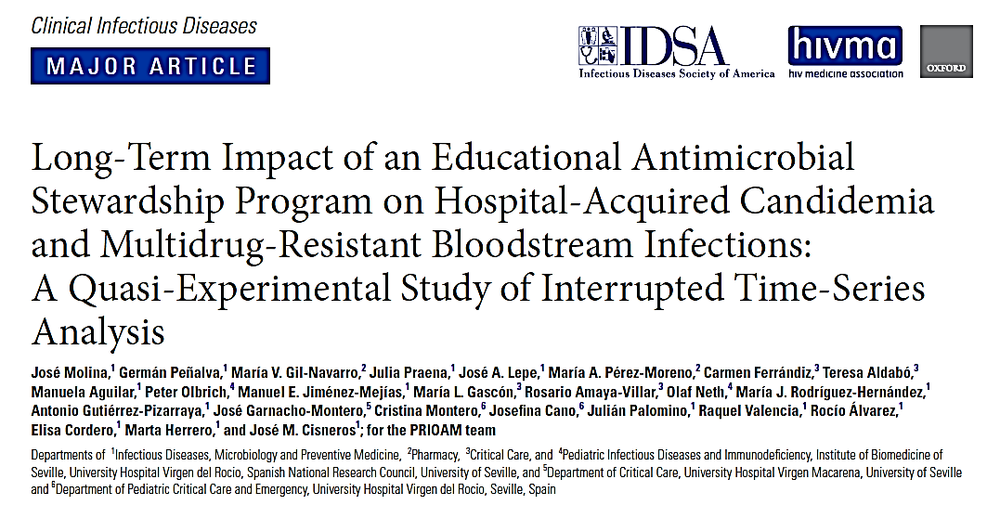 Clinical Infectious Diseases
MAJOR ARTICLE
IDSA
Infectious Diseases Society of America
hivma
hiv medicine association
OXFORD
Long-Term Impact of an Educational Antimicrobial
Stewardship Program on Hospital-Acquired Candidemia
and Multidrug-Resistant Bloodstream Infections:
A Quasi-Experimental Study of Interrupted Time-Series
Analysis
José Molina,1 Germán Peñalva,1 María V. Gil-Navarro,2 Julia Praena,1 José A. Lepe,1 María A. Pérez-Moreno,2 Carmen Ferrándiz,3 Teresa Aldabó,3
Manuela Aguilar,1 Peter Olbrich,4 Manuel E. Jiménez-Mejías,1 María L. Gascón,3 Rosario Amaya-Villar,3 Olaf Neth,4 María J. Rodríguez-Hernández,1
Antonio Gutiérrez-Pizarraya,1 José Garnacho-Montero,5 Cristina Montero,6 Josefina Cano,6 Julián Palomino,1 Raquel Valencia,1 Rocío Álvarez,1
Elisa Cordero,1 Marta Herrero,1 and José M. Cisneros1; for the PRIOAM team
Departments of 1Infectious Diseases, Microbiology and Preventive Medicine, 2Pharmacy, 3Critical Care, and 4Pediatric Infectious Diseases and Immunodeficiency, Institute of Biomedicine of
Seville, University Hospital Virgen del Rocio, Spanish National Research Council, University of Seville, and 5Department of Critical Care, University Hospital Virgen Macarena, University of Seville
and 6Department of Pediatric Critical Care and Emergency, University Hospital Virgen del Rocio, Seville, Spain